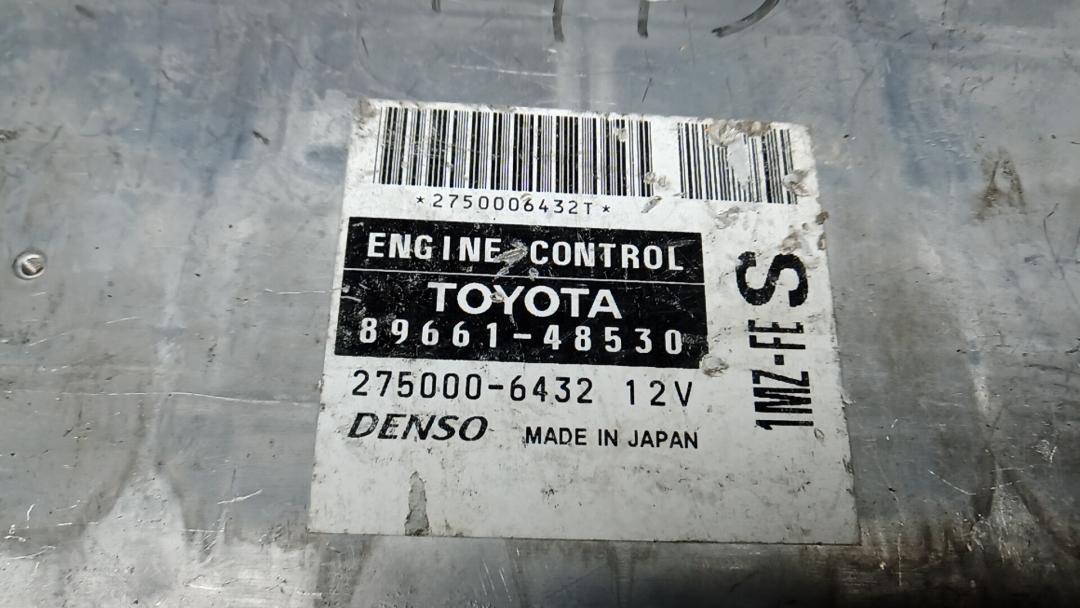 *2750006432T*
ENGINE CONTROL
TOYOTA
89661-48530
275000-6432 12V
DENSO MADE IN JAPAN
1MZ-FE S